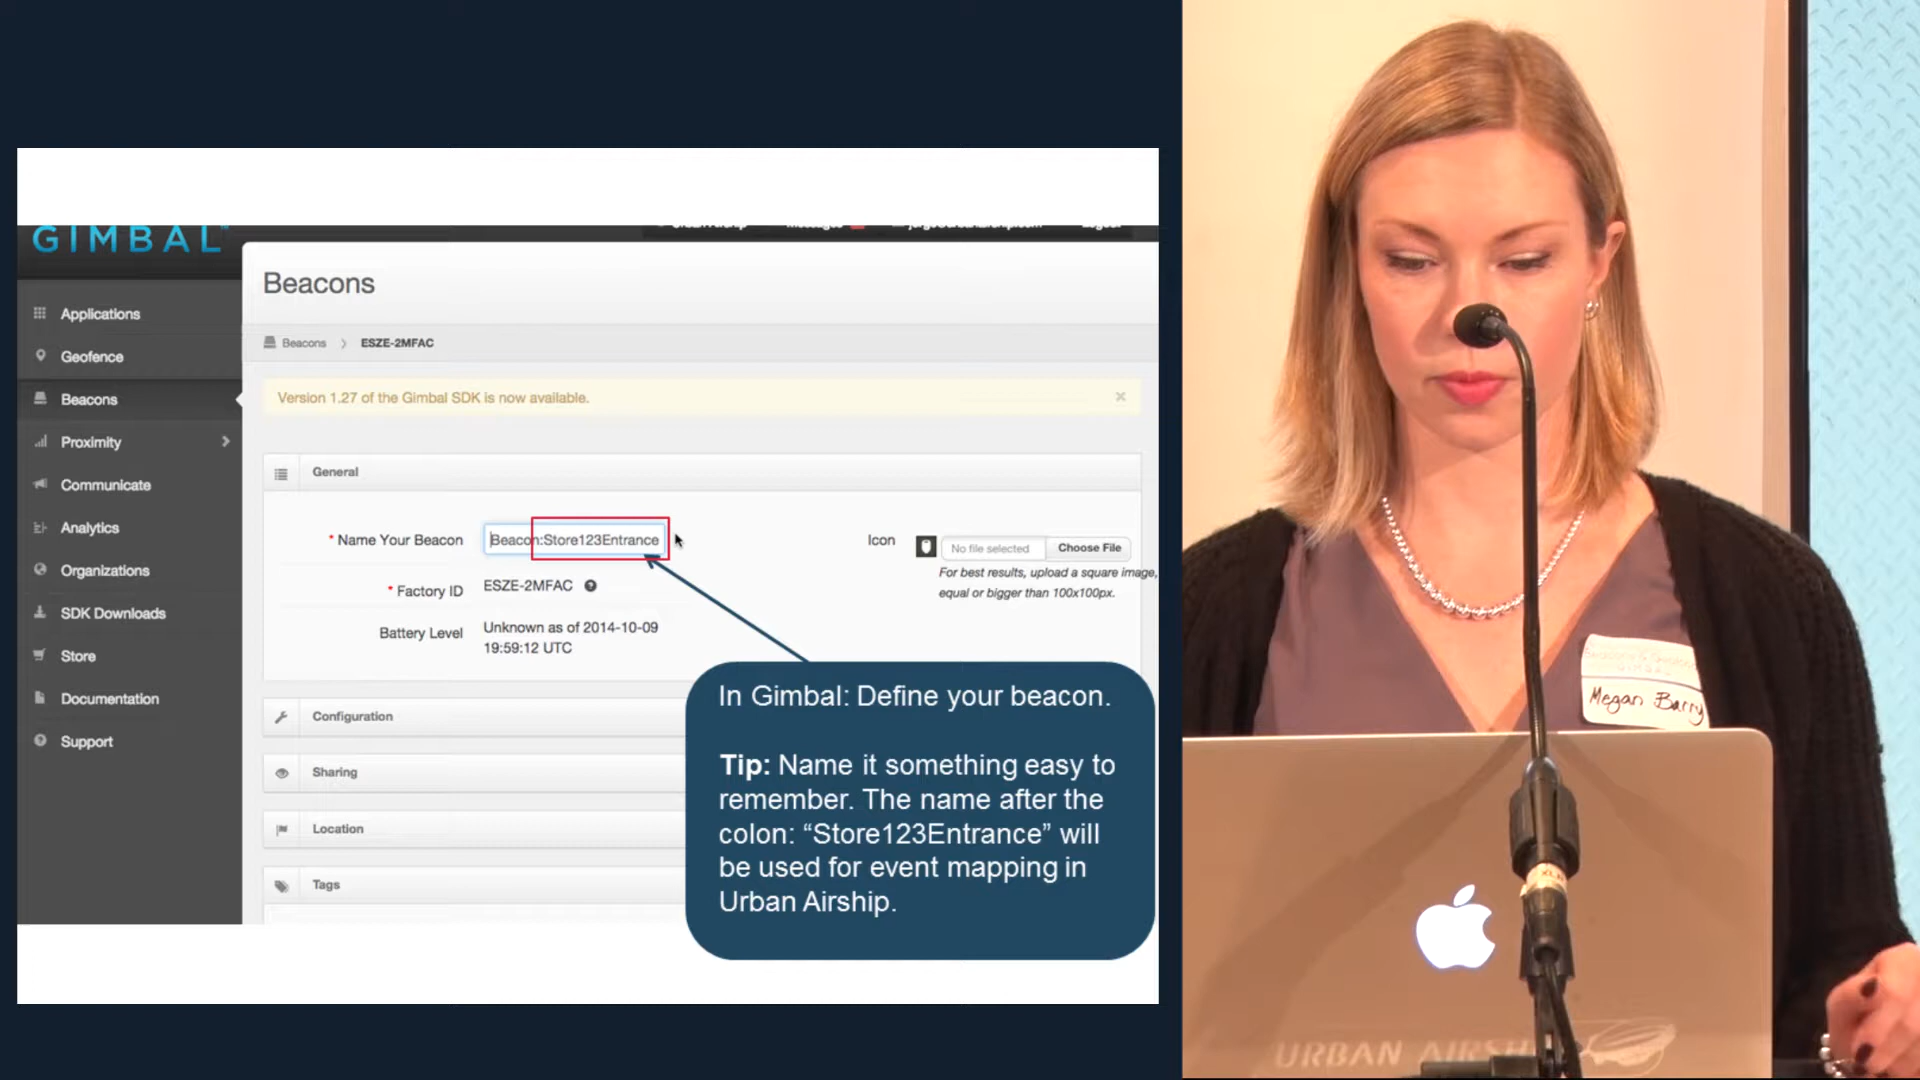 GIMBAL
Beacons
Applications
Geofence
Beacons
Proximity
Communicate
Analytics
Organizations
SDK Downloads
Store
Documentation
Support
Beacons
ESZE-2MFAC
Version 1.27 of the Gimbal SDK is now available.
General
* Name Your Beacon
Beacon:Store123Entrance
Icon
No file selected
Choose File
For best results, upload a square image,
equal or bigger than 100x100px.
* Factory ID
ESZE-2MFAC
Battery Level
Unknown as of 2014-10-09
19:59:12 UTC
Configuration
Sharing
Location
Tags
In Gimbal: Define your beacon.
Tip: Name it something easy to
remember. The name after the
colon: “Store123Entrance” will
be used for event mapping in
Urban Airship.
Megan Barry
URBAN